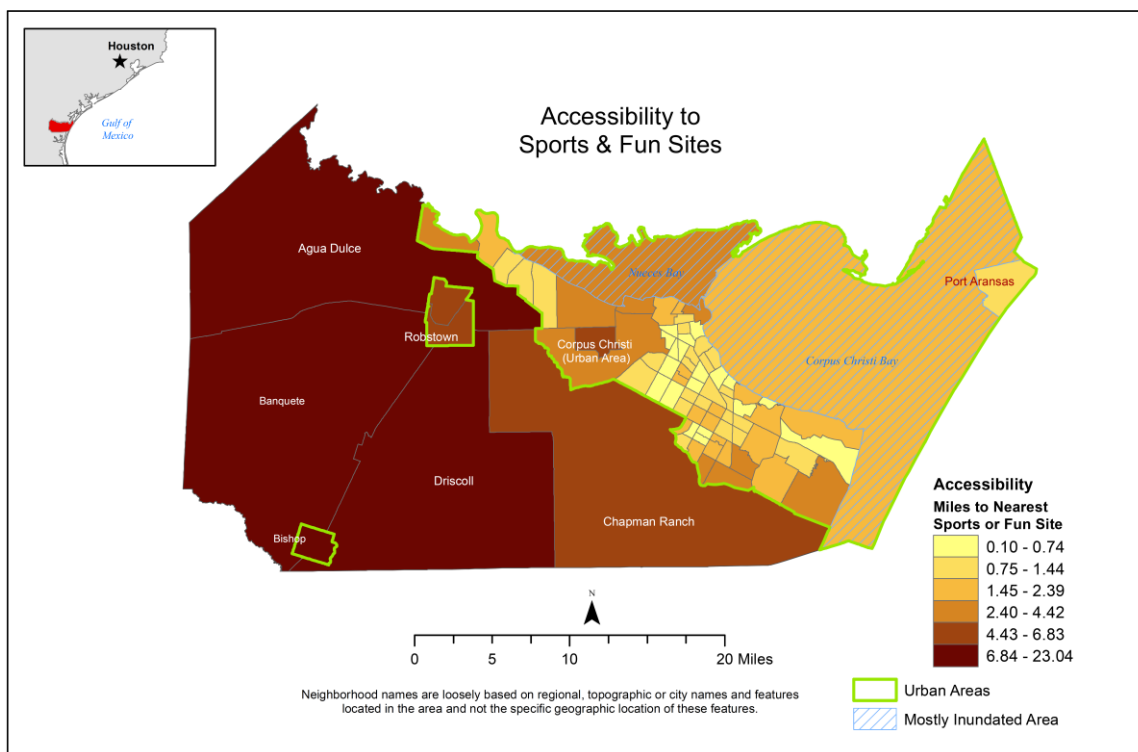 Houston
Gulf of
Mexico
Accessibility to
Sports & Fun Sites
Agua Dulce
Nueces Bay
Port Aransas
Robstown
Corpus Christi
(Urban Area)
Corpus Christi Bay
Banquete
Driscoll
Chapman Ranch
Bishop
Accessibility
Miles to Nearest
Sports or Fun Site
0.10 - 0.74
0.75 - 1.44
1.45 - 2.39
2.40 - 4.42
4.43 - 6.83
6.84 - 23.04
Urban Areas
Mostly Inundated Area
N
0 5 10 20 Miles
Neighborhood names are loosely based on regional, topographic or city names and features
located in the area and not the specific geographic location of these features.